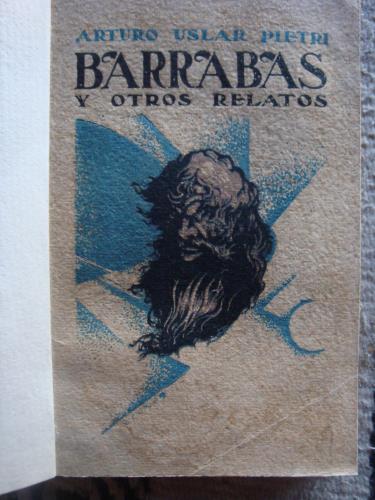 ARTURO USLAR PIETRI
BARRABAS
Y OTROS RELATOS